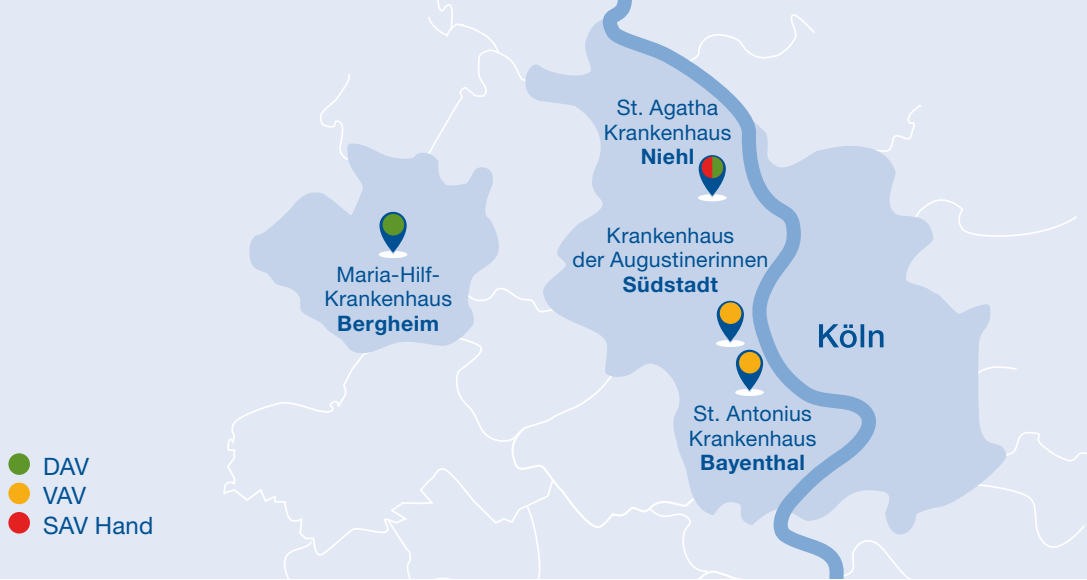 St. Agatha
Krankenhaus
Niehl
Krankenhaus
der Augustinerinnen
Südstadt
Maria-Hilf-
Krankenhaus
Bergheim
Köln
St. Antonius
Krankenhaus
Bayenthal
DAV
VAV
SAV Hand